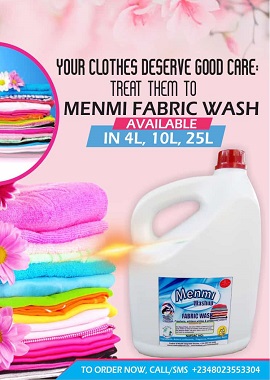 YOUR CLOTHES DESERVE GOOD CARE:
TREAT THEM TO
MENMI FABRIC WASH
AVAILABLE
IN 4L, 10L, 25L
Menmi
Washup
FABRIC WASH
TO ORDER NOW, CALL/SMS +2348023553304